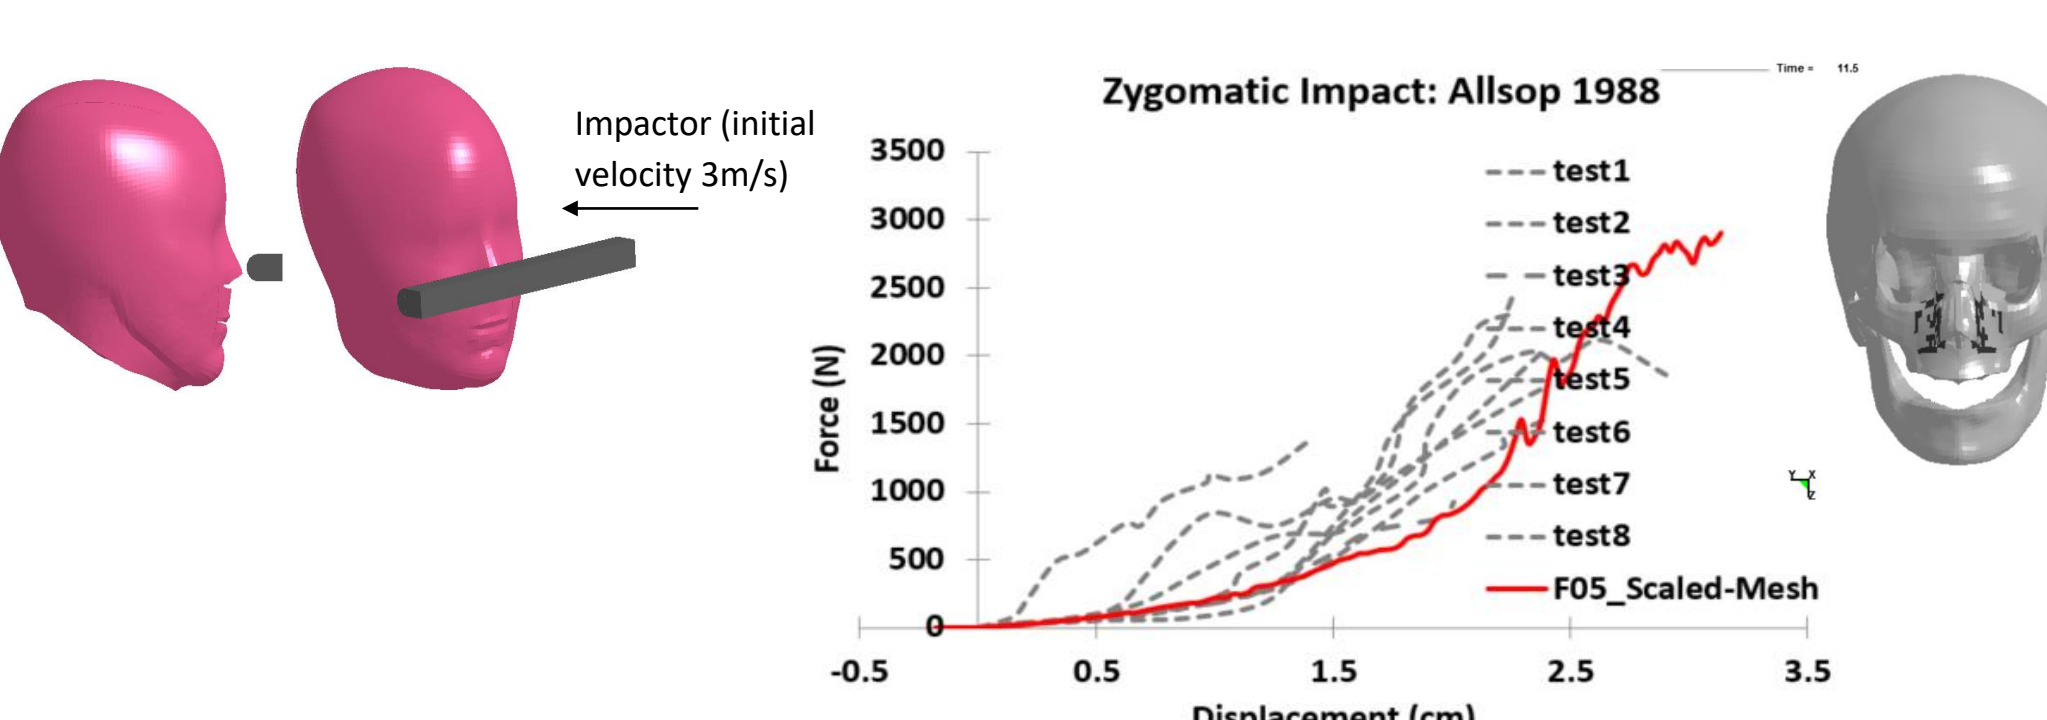 Impactor (initial
velocity 3m/s)
Zygomatic Impact: Allsop 1988
Time = 11.5
Force (N)
3500
3000
2500
2000
1500
1000
500
0
-0.5 0.5 1.5 2.5 3.5
Displacement (cm)
test1
test2
test3
test4
test5
test6
test7
test8
F05_Scaled-Mesh
Y X
Z